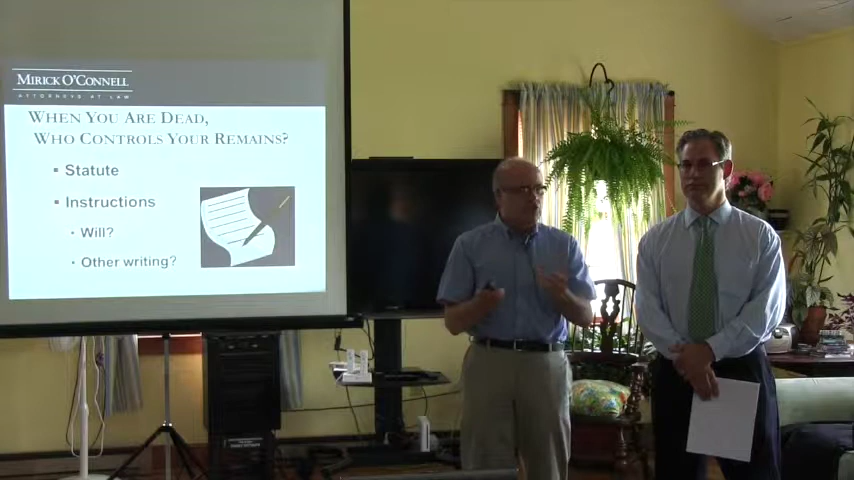 MIRICK O'CONNELL
ATTORNEYS AT LAW
WHEN YOU ARE DEAD,
WHO CONTROLS YOUR REMAINS?
▪ Statute
▪ Instructions
• Will?
• Other writing?